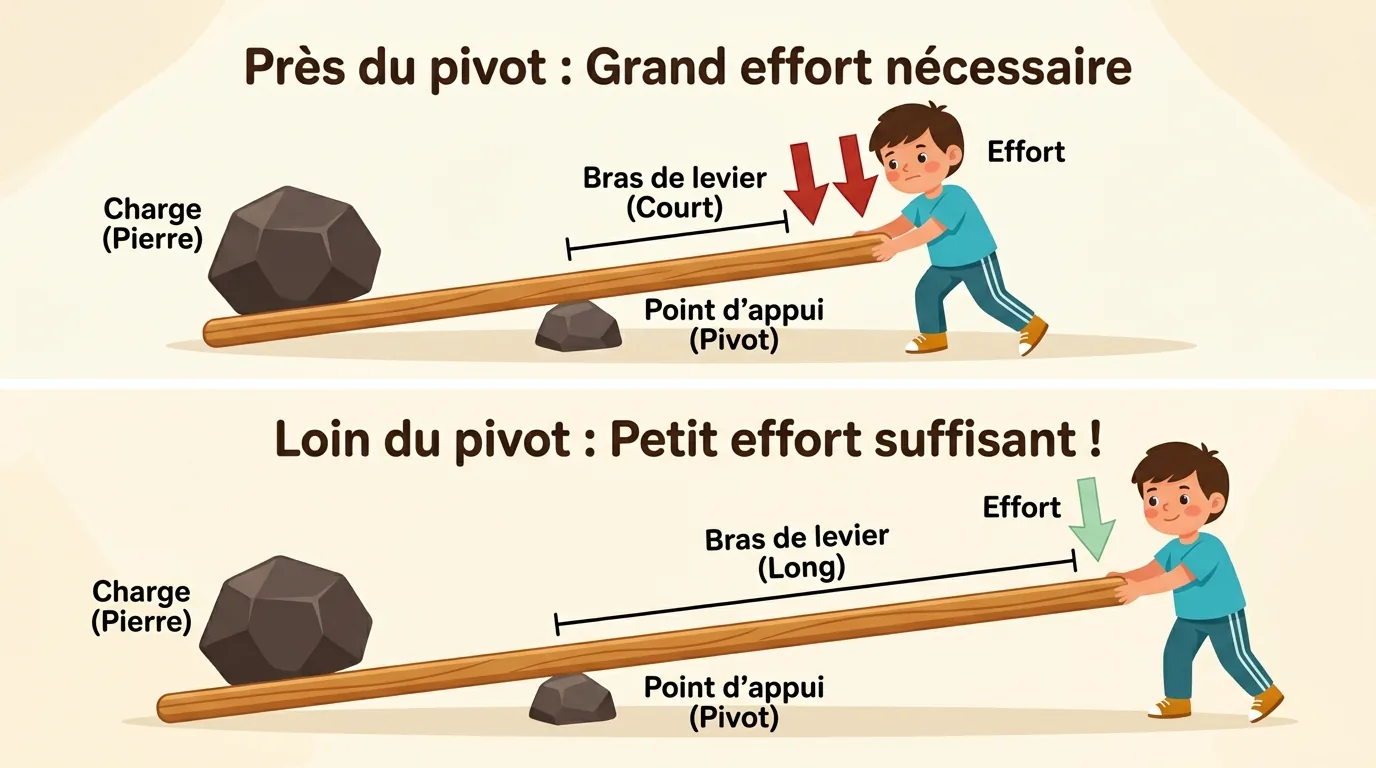 Près du pivot : Grand effort nécessaire
Effort
Bras de levier
(Court)
Charge
(Pierre)
Point d’appui
(Pivot)
Loin du pivot : Petit effort suffisant !
Effort
Bras de levier
(Long)
Charge
(Pierre)
Point d’appui
(Pivot)